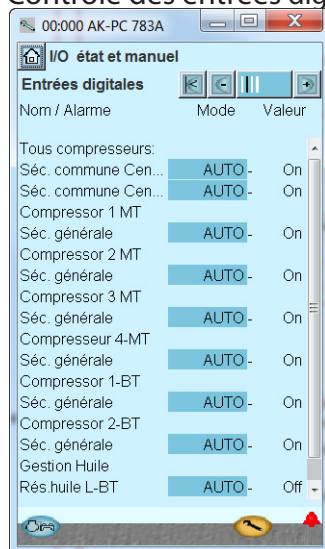 Contrôle des entrées dig
00:000 AK-PC 783A
I/O état et manuel
Entrées digitales
Nom / Alarme Mode Valeur
Tous compresseurs:
Séc. commune Cen... AUTO - On
Séc. commune Cen... AUTO - On
Compressor 1 MT
Séc. générale AUTO - On
Compressor 2 MT
Séc. générale AUTO - On
Compressor 3 MT
Séc. générale AUTO - On
Compresseur 4-MT
Séc. générale AUTO - On
Compressor 1-BT
Séc. générale AUTO - On
Compressor 2-BT
Séc. générale AUTO - On
Gestion Huile
Rés.huile L-BT AUTO - Off